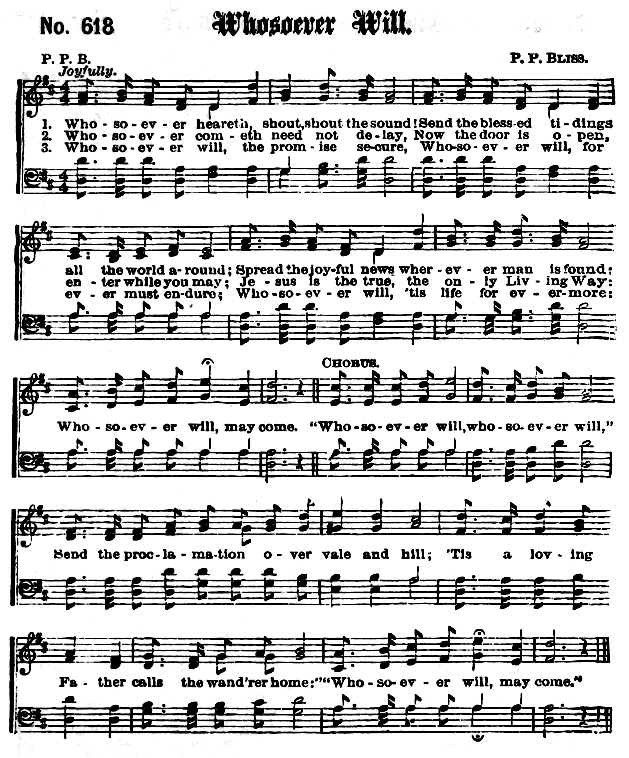 No. 618 Whosoever Will.
P. P. B. P. P. BLISS.
Joyfully.
1. Who-so-ev-er heareth, shout, shout the sound! Send the bless-ed ti-dings
2. Who-so-ev-er com-eth need not de-lay, Now the door is o-pen,
3. Who-so-ev-er will, the prom-ise se-cure, Who-so-ev-er will, for
all the world a-round; Spread the joy-ful news wher-ev-er man is found:
en-ter while you may; Je-sus is the true, the on-ly Liv-ing Way:
ev-er must en-dure; Who-so-ev-er will, 'tis life for ev-er-more:
CHORUS.
Who-so-ev-er will, may come. "Who-so-ev-er will, who-so-ev-er will,"
Send the proc-la-ma-tion o-ver vale and hill; 'Tis a lov-ing
Fa-ther calls the wand'rer home:" "Who-so-ev-er will, may come."